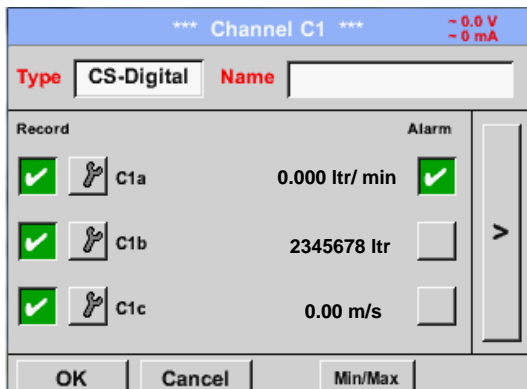 *** Channel C1 ***
~ 0.0 V
~ 0 mA
Type CS-Digital Name
Record Alarm
C1a 0.000 ltr/ min
C1b 2345678 ltr
C1c 0.00 m/s
>
OK Cancel Min/Max